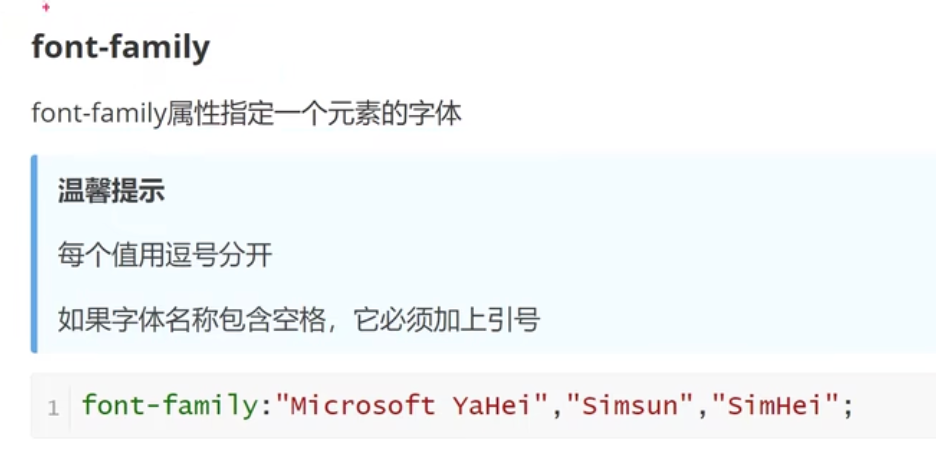 font-family
font-family属性指定一个元素的字体
温馨提示
每个值用逗号分开
如果字体名称包含空格，它必须加上引号
1 font-family:"Microsoft YaHei","Simsun","SimHei";